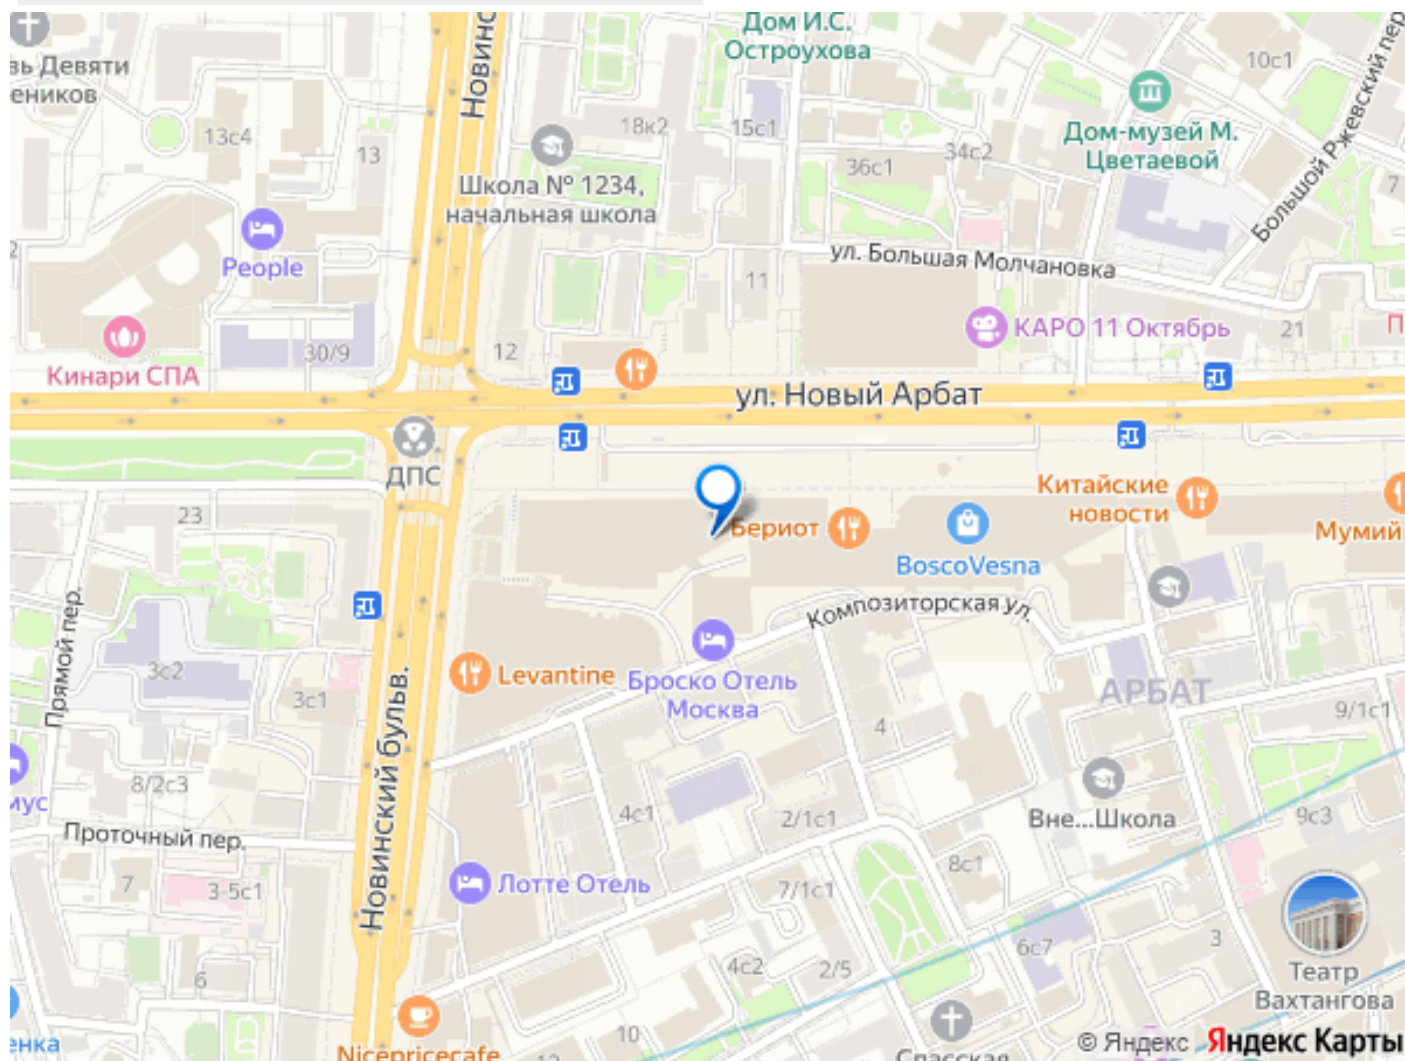 Дом И.С.
Остроухова
10с1
Большой Ржевский пер.
вь Девяти
еников
Новинс
13с4
13
18к2
15с1
Дом-музей М.
Цветаевой
36с1
34с2
7
Школа № 1234,
начальная школа
People
ул. Большая Молчановка
11
КАРО 11 Октябрь
21
П
30/9
12
Кинари СПА
ул. Новый Арбат
ДПС
Китайские
новости
23
Бериот
Мумий
BoscoVesna
Композиторская ул.
Прямой пер.
3с2
3с1
Levantine
Броско Отель
Москва
АРБАТ
9/1с1
4
Новинский бульв.
мус
8/2с3
4с1
2/1с1
Вне...Школа
9с3
Проточный пер.
8с1
7
3-5с1
Лотте Отель
7/1с1
6с7
3
4с2
2/5
6
Театр
Вахтангова
енка
Nicepricecafe
10
12
Спасская
© Яндекс
Яндекс Карты